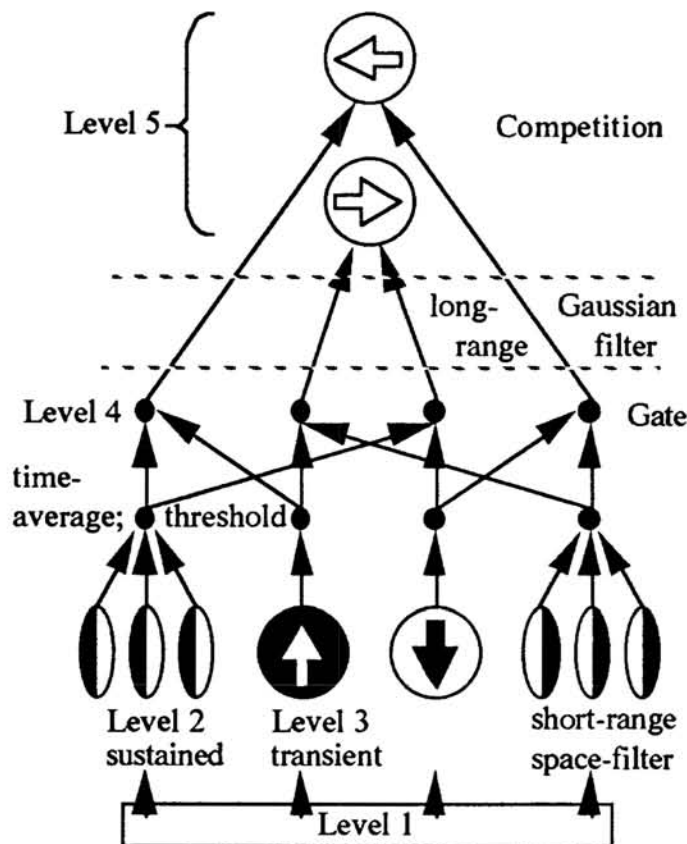 Level 5
Competition
long-
range
Gaussian
filter
Level 4
Gate
time-
average;
threshold
Level 2
sustained
Level 3
transient
short-range
space-filter
Level 1